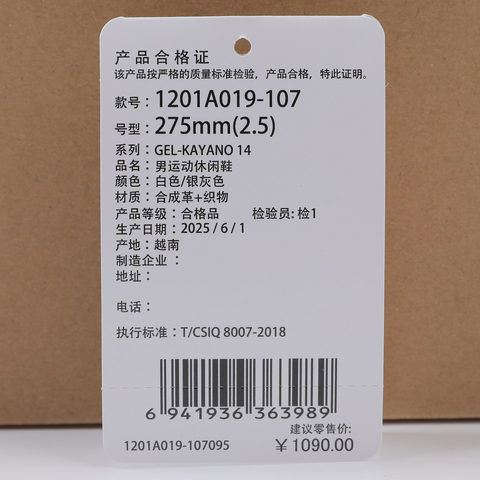 产品合格证
该产品按严格的质量标准检验，产品合格，特此证明。
款号：1201A019-107
号型：275mm(2.5)
系列：GEL-KAYANO 14
品名：男运动休闲鞋
颜色：白色/银灰色
材质：合成革+织物
产品等级：合格品 检验员：检1
生产日期：2025 / 6 / 1
产地：越南
制造企业：
地址：
电话：
执行标准：T/CSIQ 8007-2018
6 941936 363989
建议零售价:
1201A019-107095 ￥1090.00